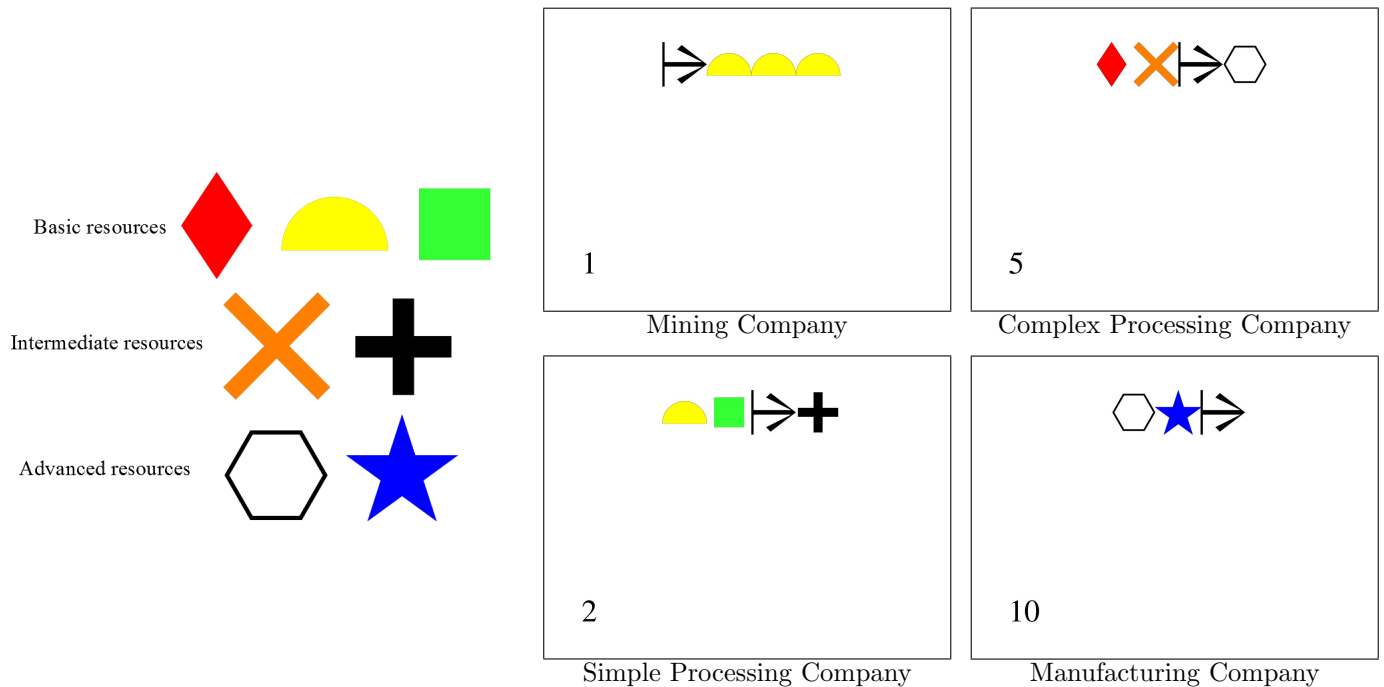 Basic resources
Intermediate resources
Advanced resources
1
Mining Company
5
Complex Processing Company
2
Simple Processing Company
10
Manufacturing Company